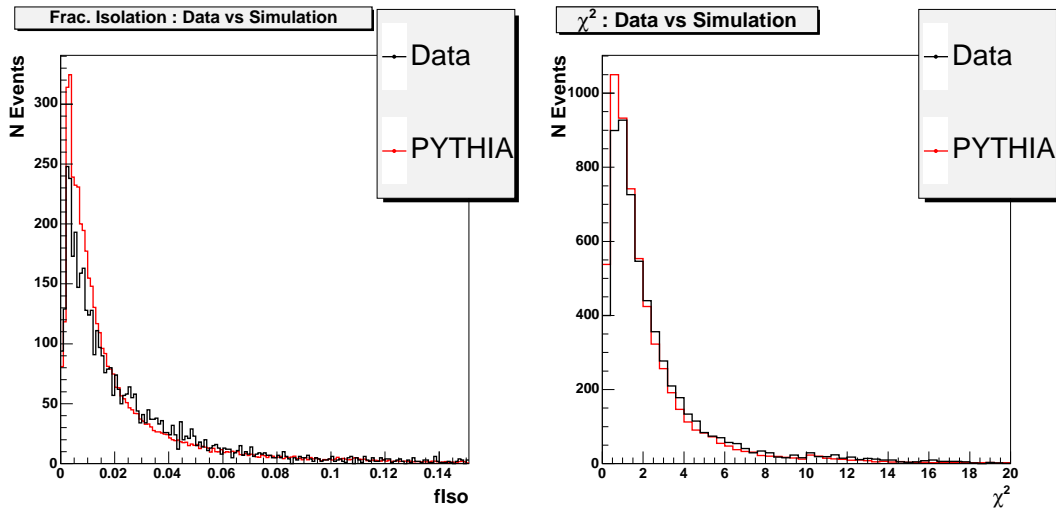 Frac. Isolation : Data vs Simulation
Data
PYTHIA
N Events
300
250
200
150
100
50
0
0 0.02 0.04 0.06 0.08 0.1 0.12 0.14
fIso
χ² : Data vs Simulation
Data
PYTHIA
N Events
1000
800
600
400
200
0
0 2 4 6 8 10 12 14 16 18 20
χ²